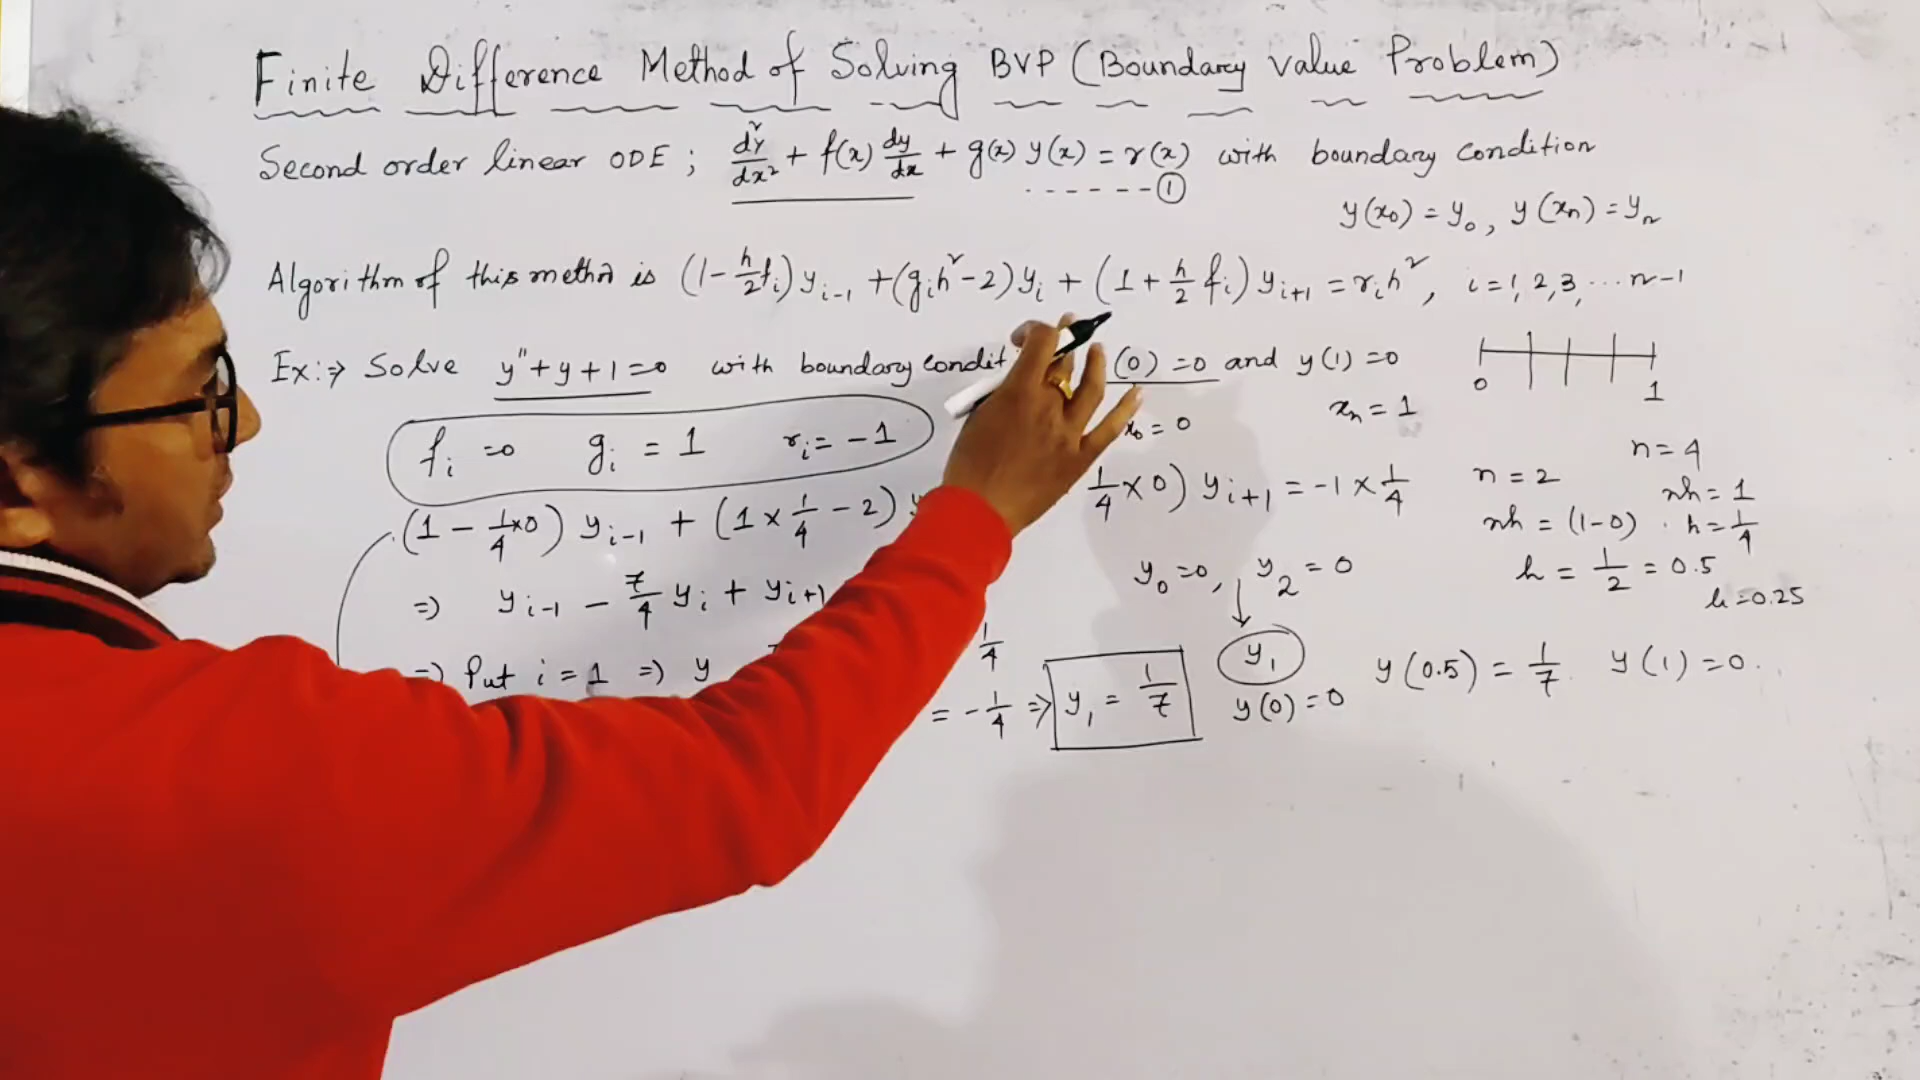 Finite Difference Method of Solving BVP (Boundary Value Problem)
Second order linear ODE ; d²y/dx² + f(x) dy/dx + g(x) y(x) = r(x) with boundary condition
------①
y(x₀) = y₀, y(xₙ) = yₙ
Algorithm of this method is (1 - h/2 fᵢ) yᵢ₋₁ + (gᵢh² - 2) yᵢ + (1 + h/2 fᵢ) yᵢ₊₁ = rᵢh², i = 1, 2, 3, ... n-1
Ex:→ Solve y" + y + 1 = 0 with boundary condit (0) = 0 and y(1) = 0
0 1
x₀ = 0 xₙ = 1
fᵢ = 0 gᵢ = 1 rᵢ = -1
n = 2 n = 4
(1 - 1/4×0) yᵢ₋₁ + (1 × 1/4 - 2) y 1/4 × 0) yᵢ₊₁ = -1 × 1/4
nh = (1-0) . nh = 1
h = 1/2 = 0.5 h = 1/4
h = 0.25
⇒ yᵢ₋₁ - 7/4 yᵢ + yᵢ₊₁
y₀ = 0, y₂ = 0
⇒ Put i = 1 ⇒ y 1/4
y₁
= -1/4 ⇒ y₁ = 1/7
y(0) = 0 y(0.5) = 1/7 y(1) = 0.